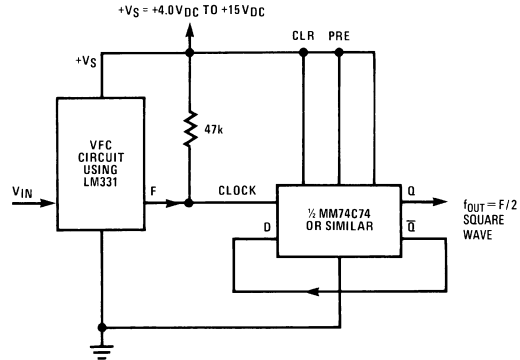 +VS = +4.0VDC TO +15VDC
CLR PRE
+VS
47k
VFC
CIRCUIT
USING
LM331
VIN
F
CLOCK
Q
½ MM74C74
OR SIMILAR
D
Q̅
fOUT = F/2
SQUARE
WAVE